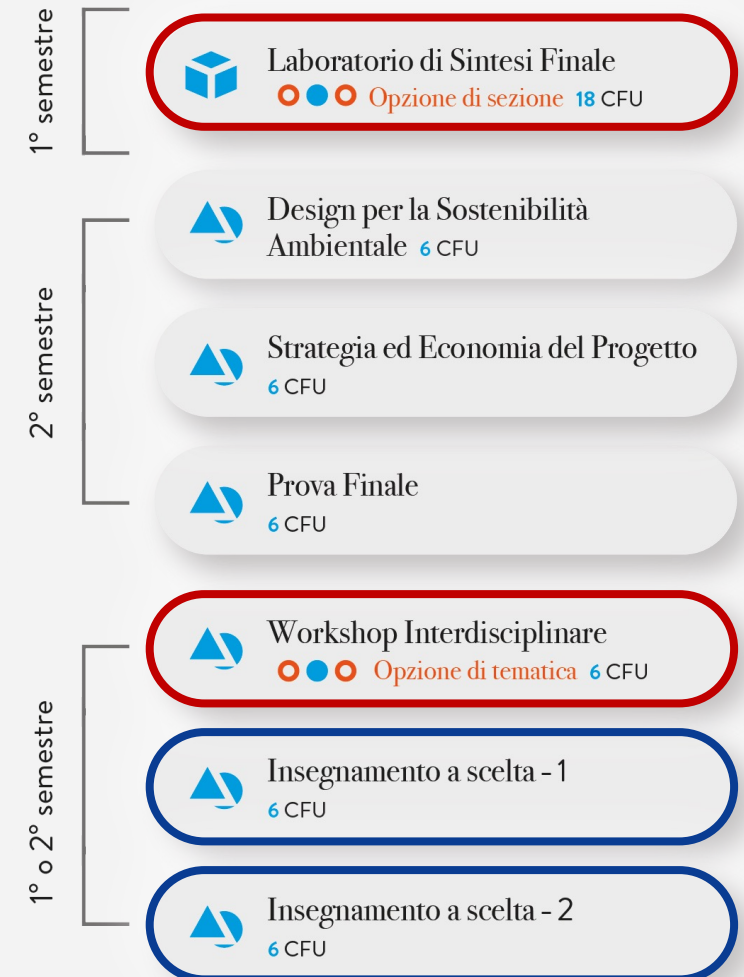 1° semestre
Laboratorio di Sintesi Finale
Opzione di sezione 18 CFU
2° semestre
Design per la Sostenibilità
Ambientale 6 CFU
Strategia ed Economia del Progetto
6 CFU
Prova Finale
6 CFU
1° o 2° semestre
Workshop Interdisciplinare
Opzione di tematica 6 CFU
Insegnamento a scelta - 1
6 CFU
Insegnamento a scelta - 2
6 CFU